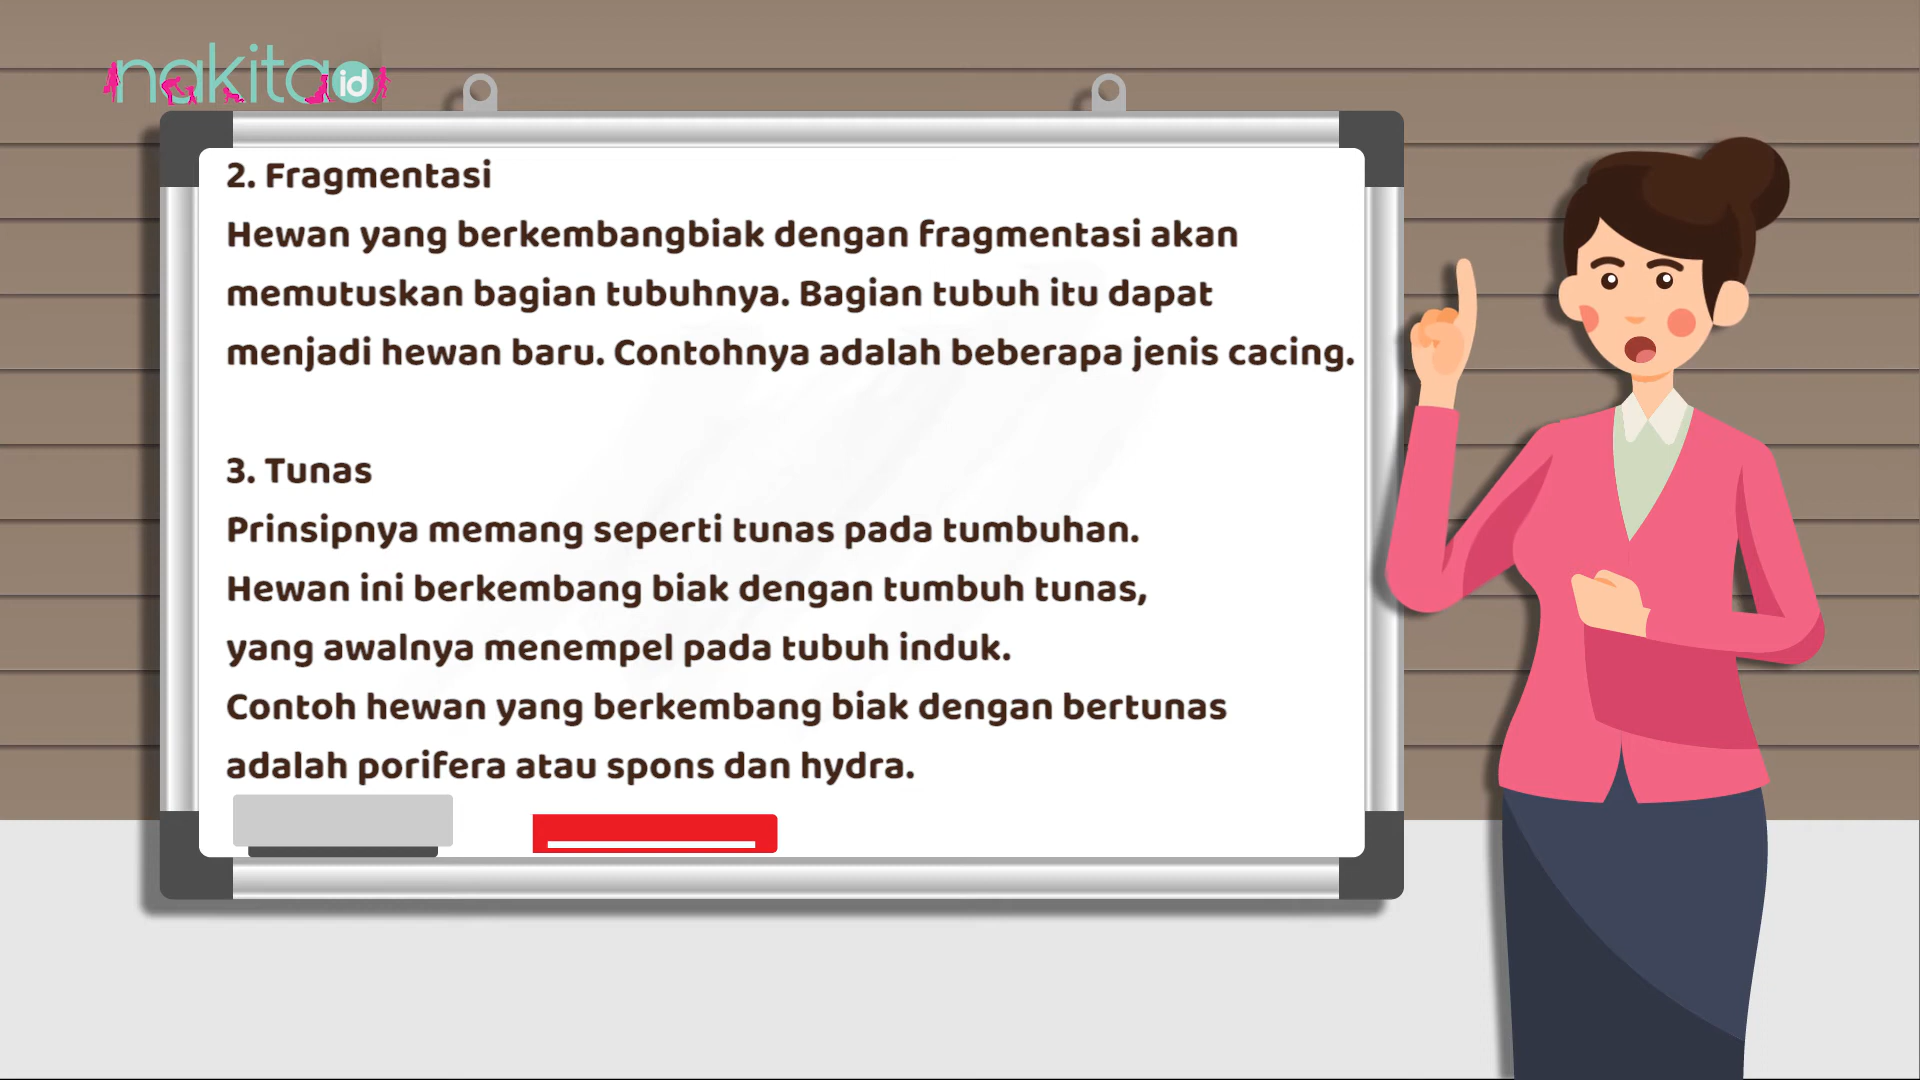 nakita id
2. Fragmentasi
Hewan yang berkembangbiak dengan fragmentasi akan
memutuskan bagian tubuhnya. Bagian tubuh itu dapat
menjadi hewan baru. Contohnya adalah beberapa jenis cacing.
3. Tunas
Prinsipnya memang seperti tunas pada tumbuhan.
Hewan ini berkembang biak dengan tumbuh tunas,
yang awalnya menempel pada tubuh induk.
Contoh hewan yang berkembang biak dengan bertunas
adalah porifera atau spons dan hydra.